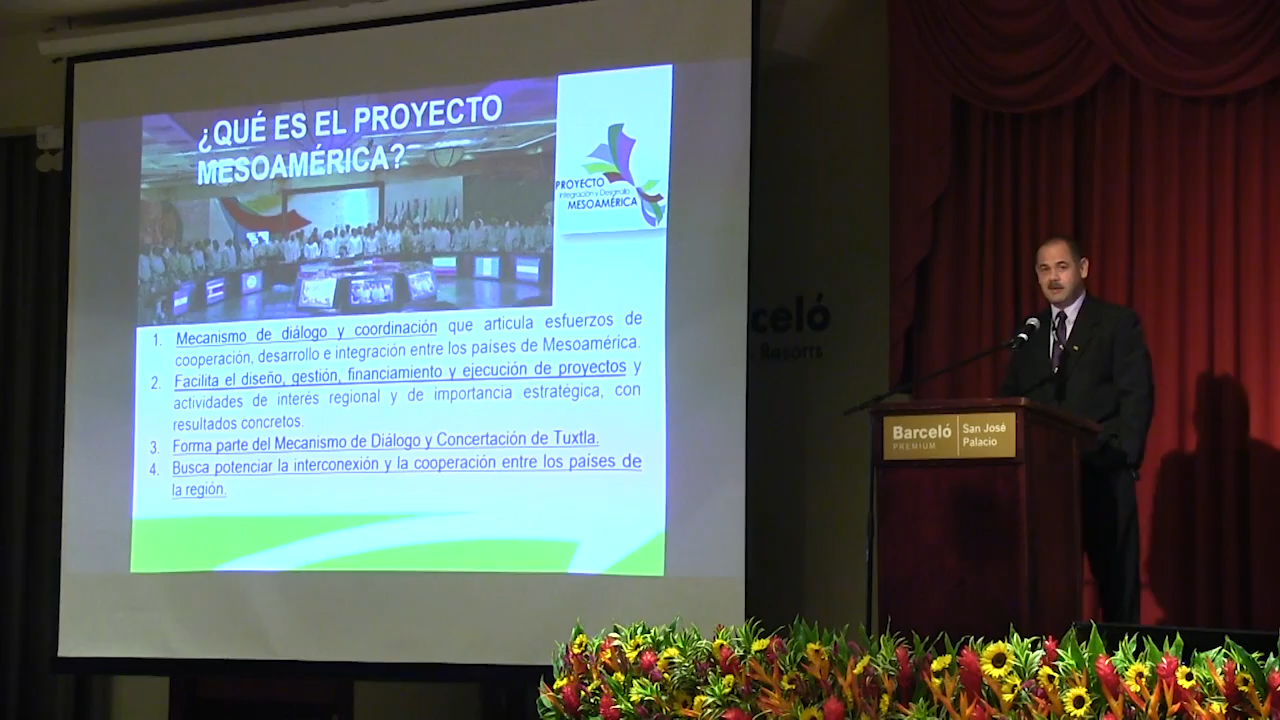 ¿QUÉ ES EL PROYECTO
MESOAMÉRICA?
PROYECTO
Integración y Desarrollo
MESOAMÉRICA
1. Mecanismo de diálogo y coordinación que articula esfuerzos de
cooperación, desarrollo e integración entre los países de Mesoamérica.
2. Facilita el diseño, gestión, financiamiento y ejecución de proyectos y
actividades de interés regional y de importancia estratégica, con
resultados concretos.
3. Forma parte del Mecanismo de Diálogo y Concertación de Tuxtla.
4. Busca potenciar la interconexión y la cooperación entre los países de
la región.
celó
Resorts
Barceló
PREMIUM
San José
Palacio